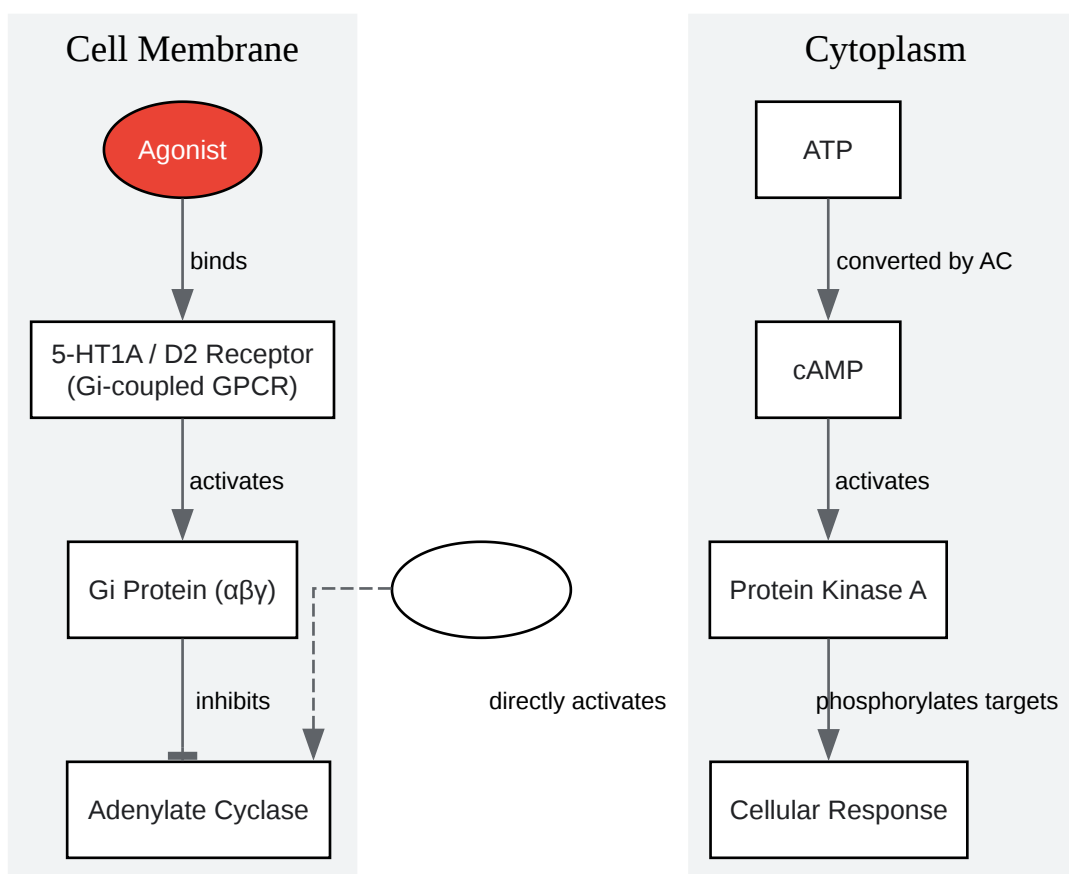 Cell Membrane
Agonist
binds
5-HT1A / D2 Receptor
(Gi-coupled GPCR)
activates
Gi Protein (αβγ)
inhibits
directly activates
Adenylate Cyclase
Cytoplasm
ATP
converted by AC
cAMP
activates
Protein Kinase A
phosphorylates targets
Cellular Response